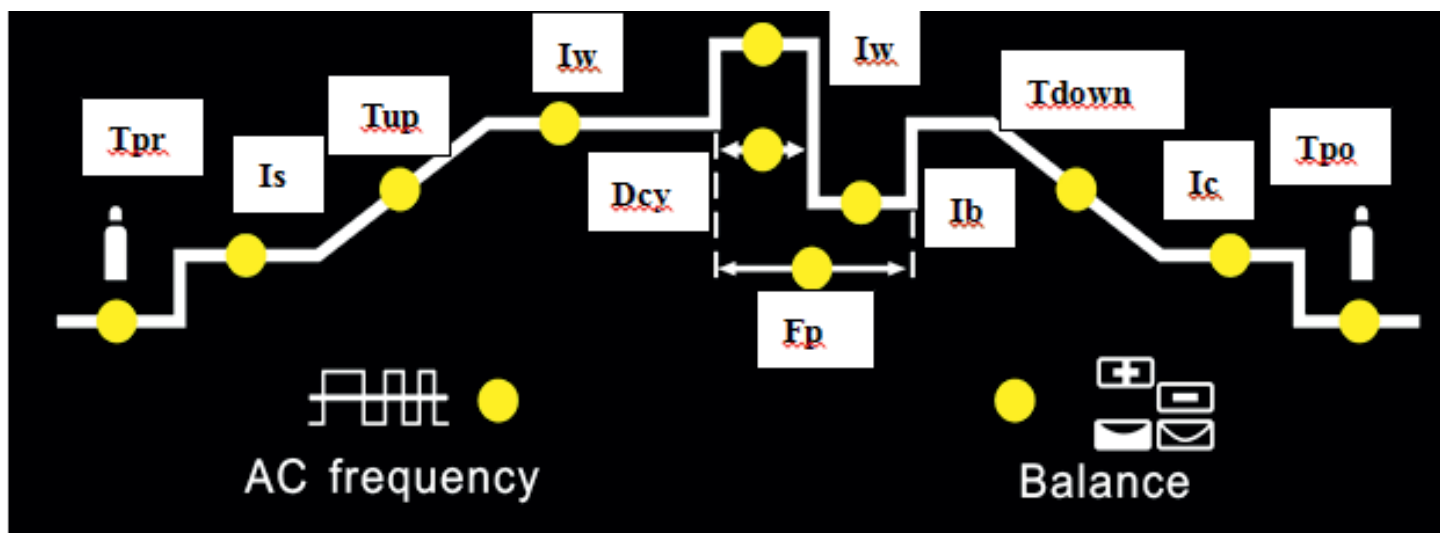 Tpr
Is
Tup
Iw
Iw
Dcy
Ib
Fp
Tdown
Ic
Tpo
AC frequency
Balance